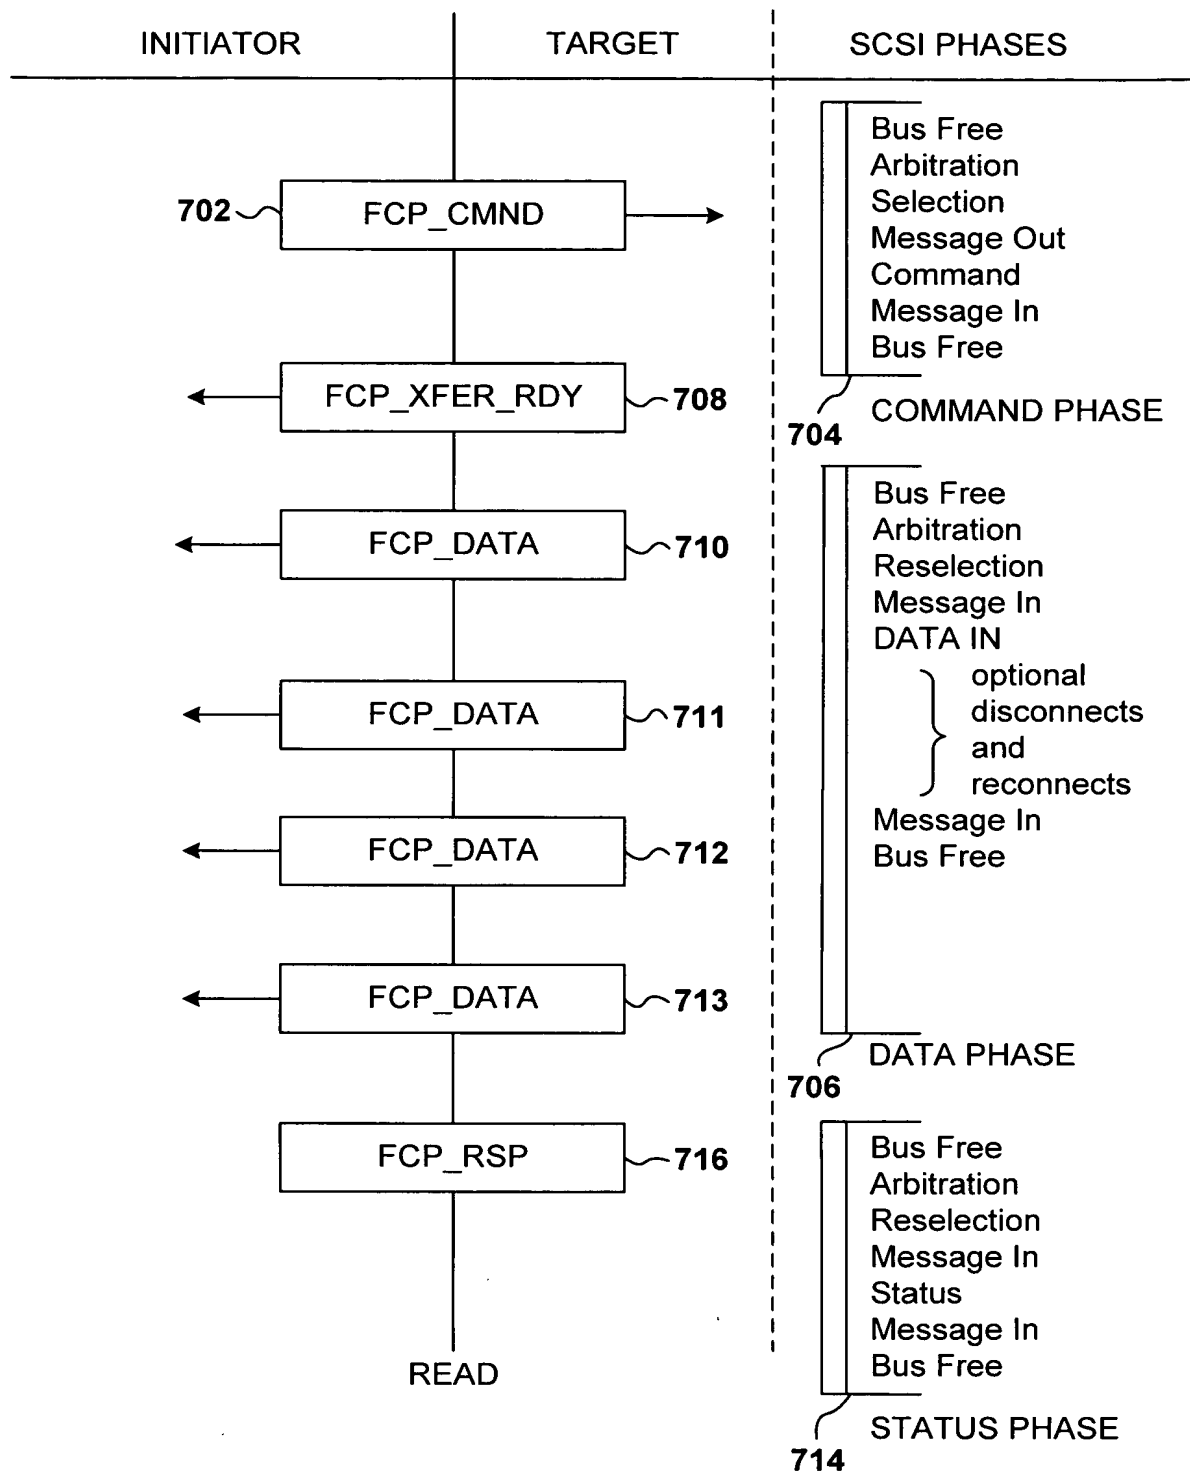 INITIATOR
TARGET
SCSI PHASES
702
FCP_CMND
Bus Free
Arbitration
Selection
Message Out
Command
Message In
Bus Free
704
COMMAND PHASE
FCP_XFER_RDY
708
FCP_DATA
710
FCP_DATA
711
FCP_DATA
712
FCP_DATA
713
Bus Free
Arbitration
Reselection
Message In
DATA IN
optional
disconnects
and
reconnects
Message In
Bus Free
706
DATA PHASE
FCP_RSP
716
Bus Free
Arbitration
Reselection
Message In
Status
Message In
Bus Free
714
STATUS PHASE
READ